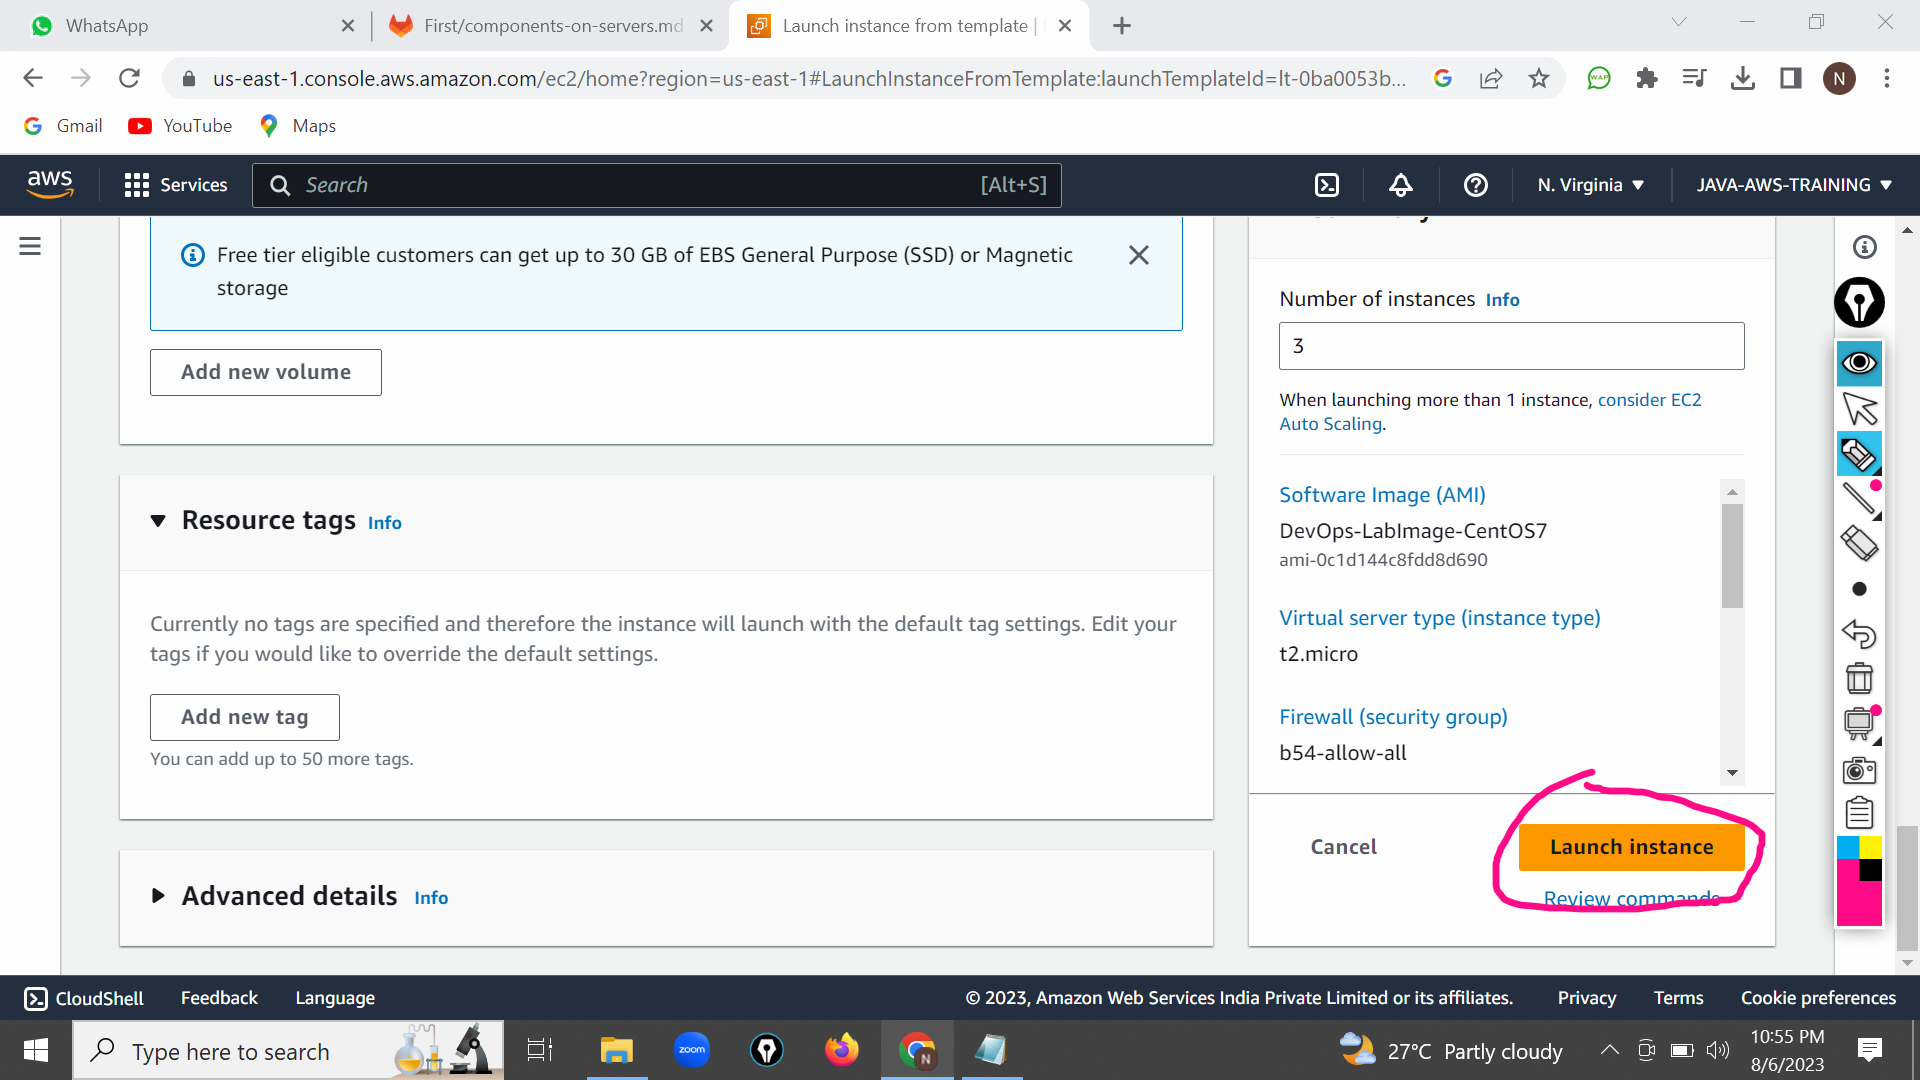 WhatsApp
First/components-on-servers.md
Launch instance from template |
us-east-1.console.aws.amazon.com/ec2/home?region=us-east-1#LaunchInstanceFromTemplate:launchTemplateId=lt-0ba0053b...
N
Gmail
YouTube
Maps
aws
Services
Search
[Alt+S]
N. Virginia
JAVA-AWS-TRAINING
Free tier eligible customers can get up to 30 GB of EBS General Purpose (SSD) or Magnetic
storage
Add new volume
Resource tags Info
Currently no tags are specified and therefore the instance will launch with the default tag settings. Edit your
tags if you would like to override the default settings.
Add new tag
You can add up to 50 more tags.
Advanced details Info
Number of instances Info
3
When launching more than 1 instance, consider EC2
Auto Scaling.
Software Image (AMI)
DevOps-LabImage-CentOS7
ami-0c1d144c8fdd8d690
Virtual server type (instance type)
t2.micro
Firewall (security group)
b54-allow-all
Cancel
Launch instance
Review commands
CloudShell
Feedback
Language
© 2023, Amazon Web Services India Private Limited or its affiliates.
Privacy
Terms
Cookie preferences
Type here to search
zoom
N
27°C Partly cloudy
10:55 PM
8/6/2023